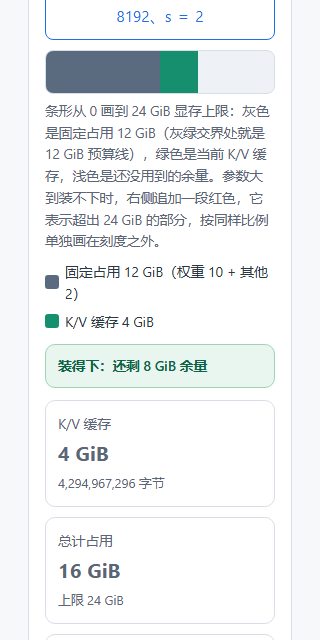 8192、s = 2
条形从 0 画到 24 GiB 显存上限：灰色
是固定占用 12 GiB（灰绿交界处就是
12 GiB 预算线），绿色是当前 K/V 缓
存，浅色是还没用到的余量。参数大
到装不下时，右侧追加一段红色，它
表示超出 24 GiB 的部分，按同样比例
单独画在刻度之外。
固定占用 12 GiB（权重 10 + 其他
2）
K/V 缓存 4 GiB
装得下：还剩 8 GiB 余量
K/V 缓存
4 GiB
4,294,967,296 字节
总计占用
16 GiB
上限 24 GiB